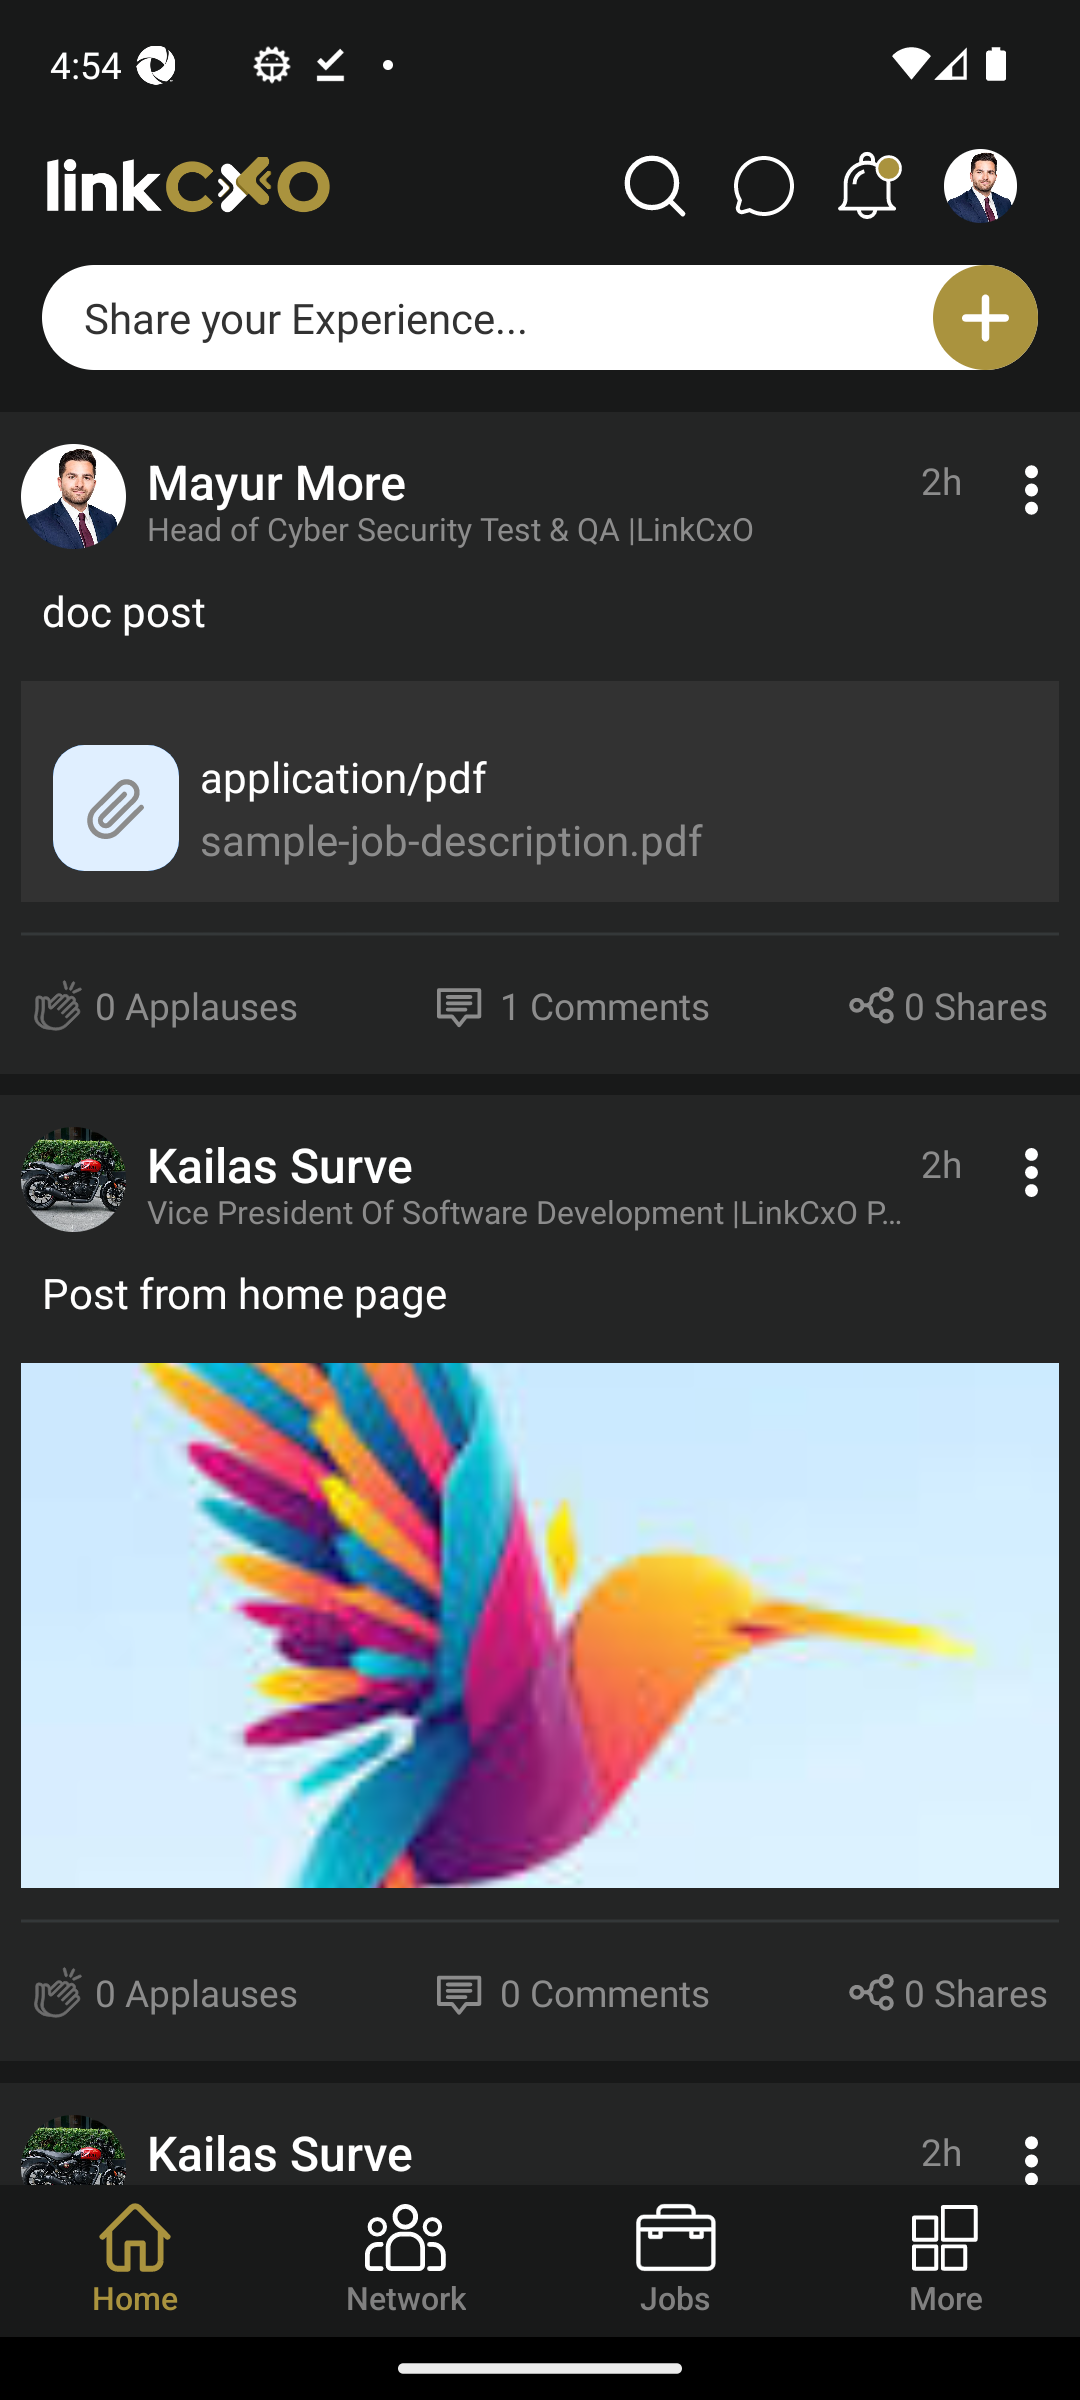 4:54
linkCXO
Share your Experience...
Mayur More
2h
Head of Cyber Security Test & QA |LinkCxO
doc post
application/pdf
sample-job-description.pdf
0 Applauses
1 Comments
0 Shares
Kailas Surve
2h
Vice President Of Software Development |LinkCxO P...
Post from home page
0 Applauses
0 Comments
0 Shares
Kailas Surve
2h
Home
Network
Jobs
More